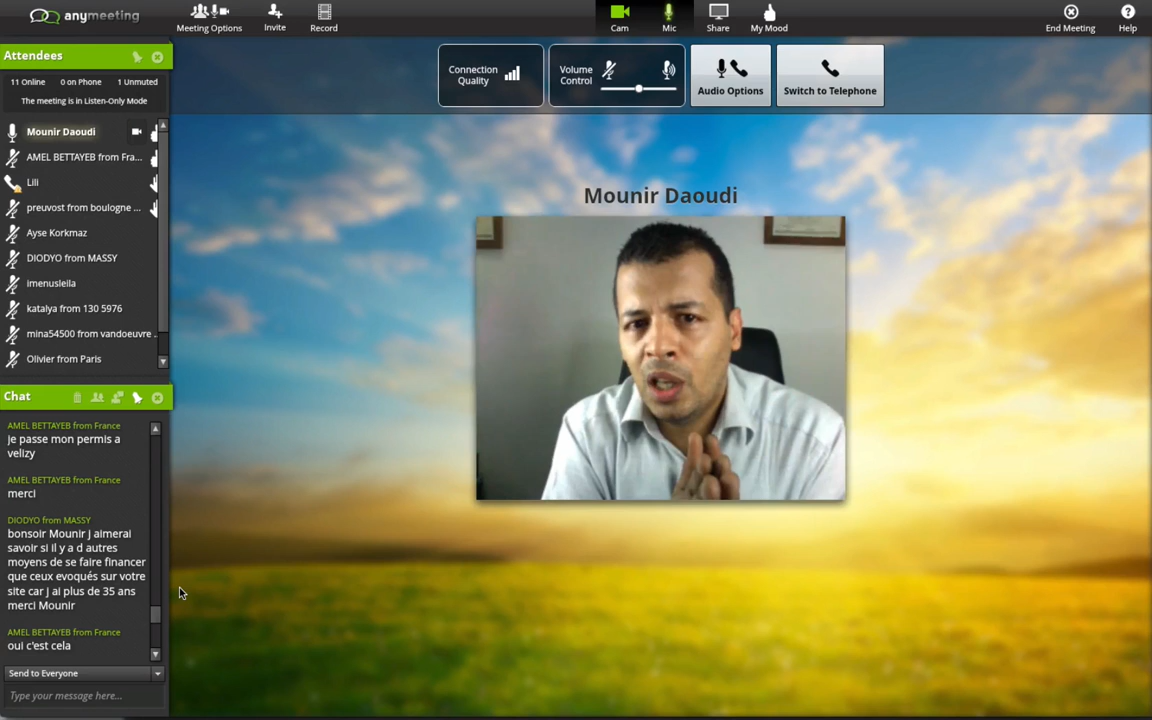 anymeeting
Meeting Options
Invite
Record
Cam
Mic
Share
My Mood
End Meeting
Help
Attendees
11 Online
0 on Phone
1 Unmuted
The meeting is in Listen-Only Mode
Mounir Daoudi
AMEL BETTAYEB from Fra...
Lili
preuvost from boulogne ...
Ayse Korkmaz
DIODYO from MASSY
imenusleila
katalya from 130 5976
mina54500 from vandoeuvre ..
Olivier from Paris
Chat
AMEL BETTAYEB from France
je passe mon permis a
velizy
AMEL BETTAYEB from France
merci
DIODYO from MASSY
bonsoir Mounir j aimerai
savoir si il y a d autres
moyens de se faire financer
que ceux evoqués sur votre
site car j ai plus de 35 ans
merci Mounir
AMEL BETTAYEB from France
oui c'est cela
Send to Everyone
Type your message here...
Connection
Quality
Volume
Control
Audio Options
Switch to Telephone
Mounir Daoudi